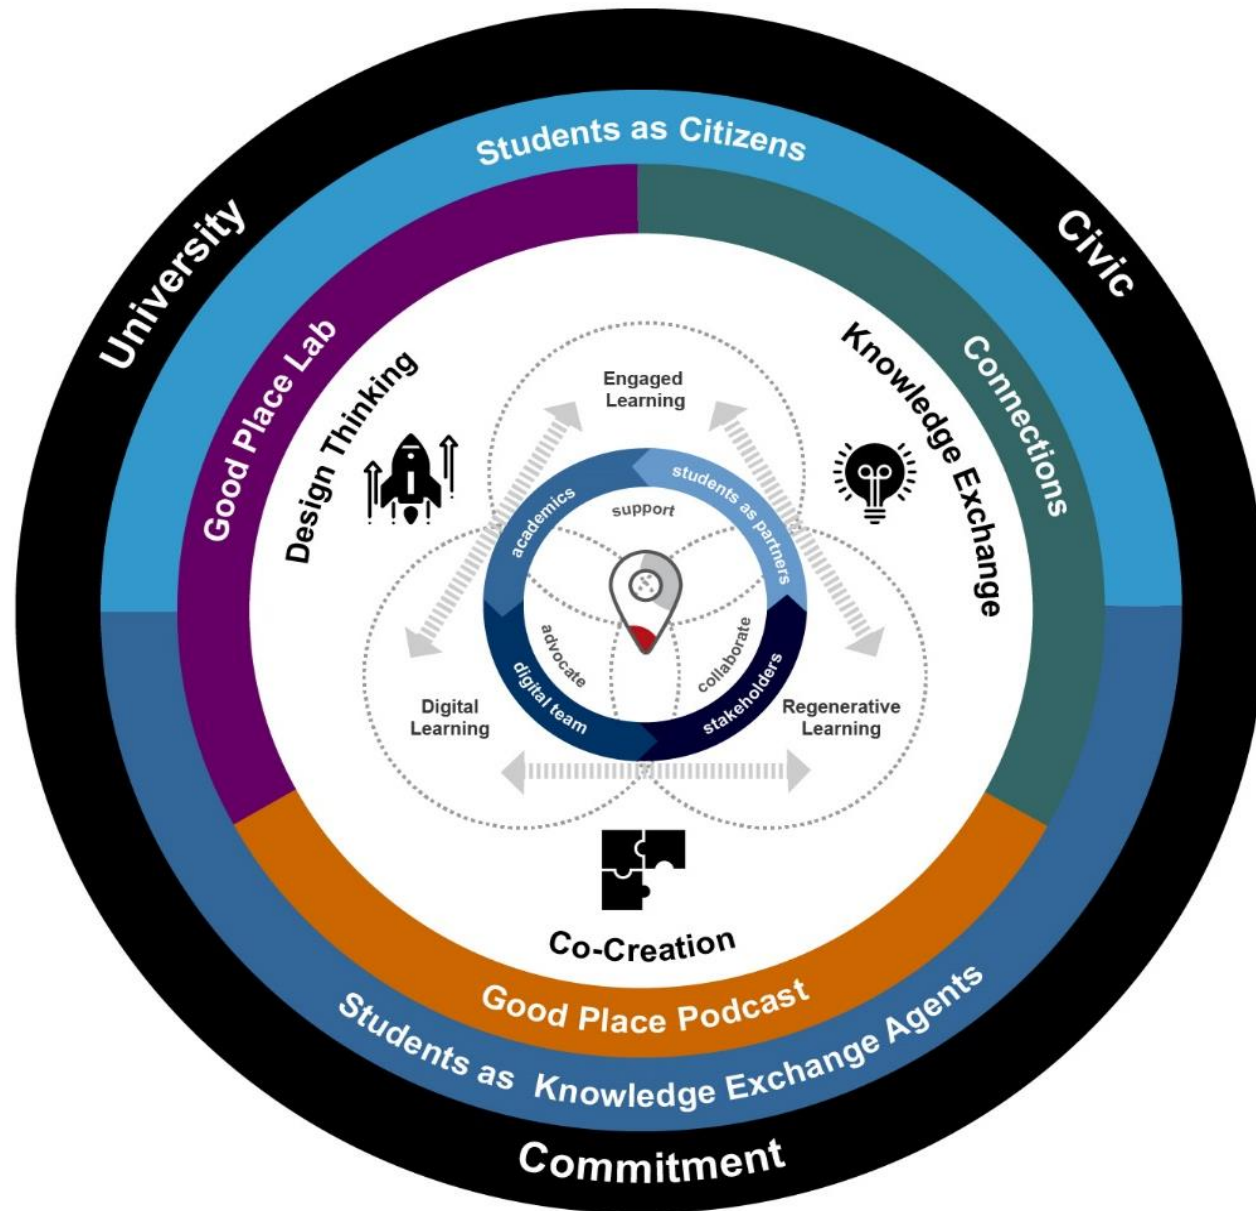 University
Civic
Commitment
Students as Citizens
Students as Knowledge Exchange Agents
Good Place Lab
Connections
Good Place Podcast
Design Thinking
Knowledge Exchange
Co-Creation
Engaged
Learning
Digital
Learning
Regenerative
Learning
academics
students as partners
digital team
stakeholders
support
advocate
collaborate